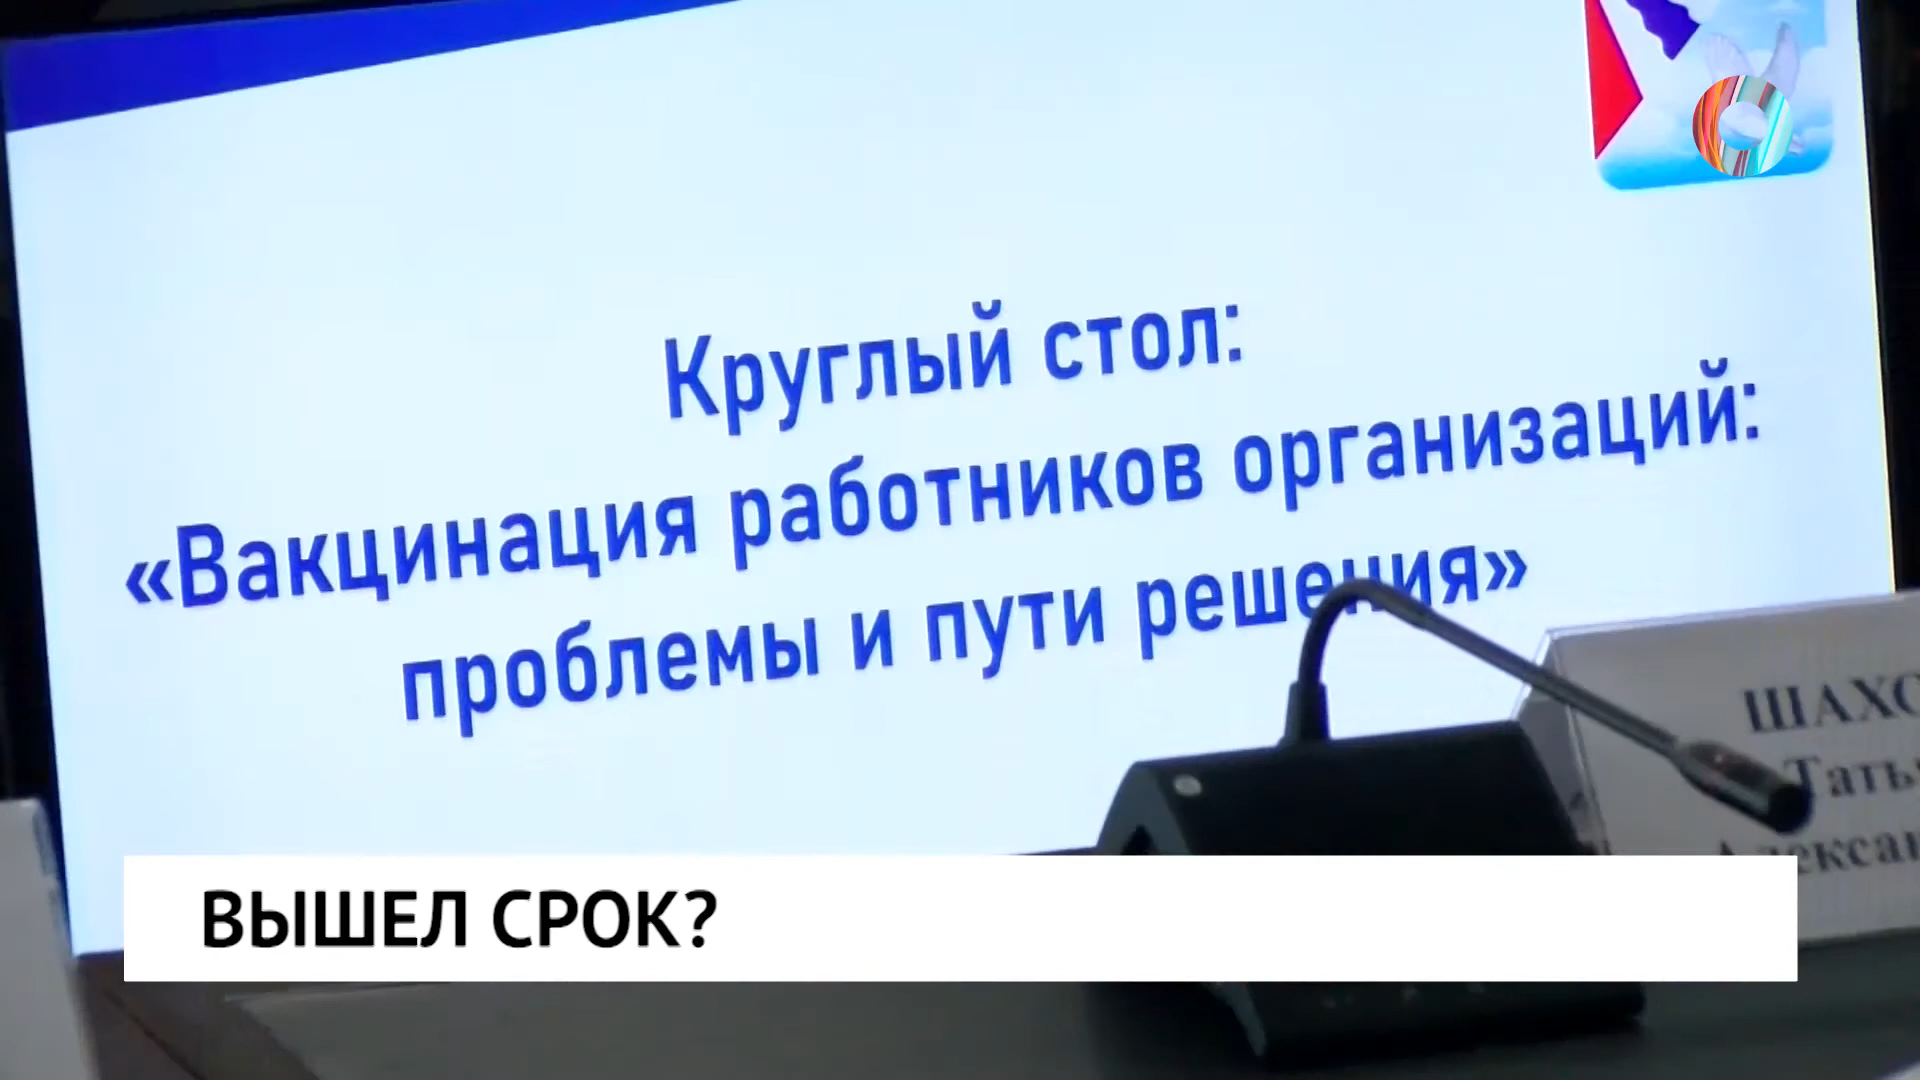 Круглый стол:
«Вакцинация работников организаций:
проблемы и пути решения»
ВЫШЕЛ СРОК?